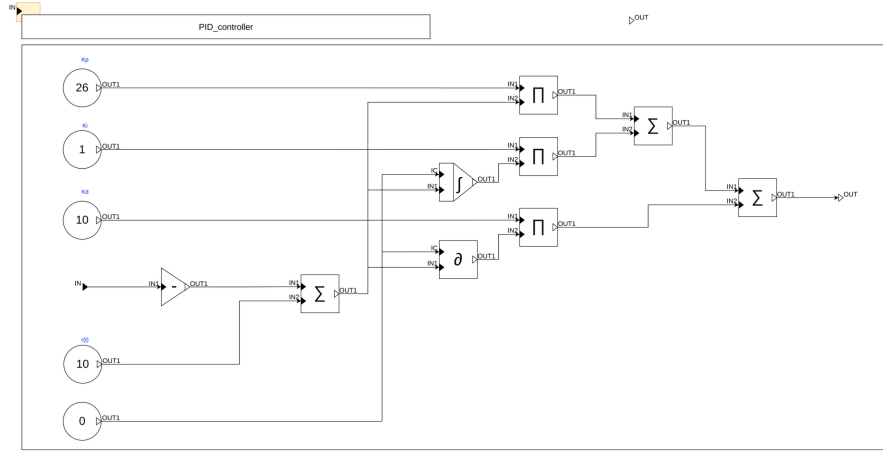 IN
PID_controller
OUT
Kp
26
OUT1
IN1
IN2
∏
OUT1
Ki
1
OUT1
IN1
IN2
∏
OUT1
IN1
IN2
∑
OUT1
IC
IN1
∫
OUT1
Kd
10
OUT1
IN1
IN2
∏
OUT1
IN1
IN2
∑
OUT1
OUT
IC
IN1
∂
OUT1
IN
IN1
-
OUT1
IN1
IN2
∑
OUT1
r(t)
10
OUT1
0
OUT1